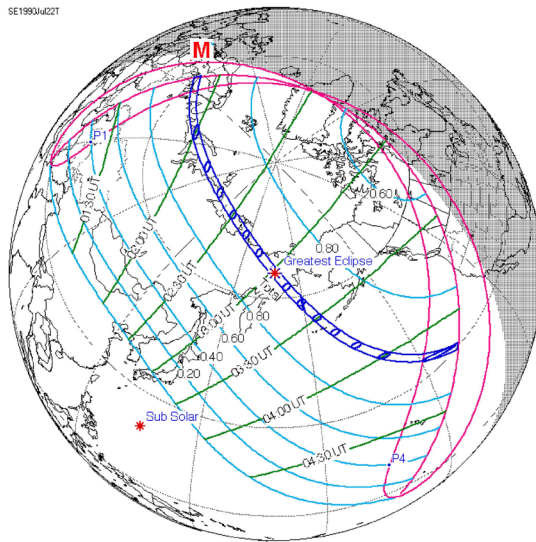 SE1990Jul22T
M
P1
01:30 UT
02:00 UT
02:30 UT
03:00 UT
03:30 UT
04:00 UT
04:30 UT
0.60
0.80
Greatest Eclipse
0.80
0.60
0.40
0.20
Sub Solar
P4